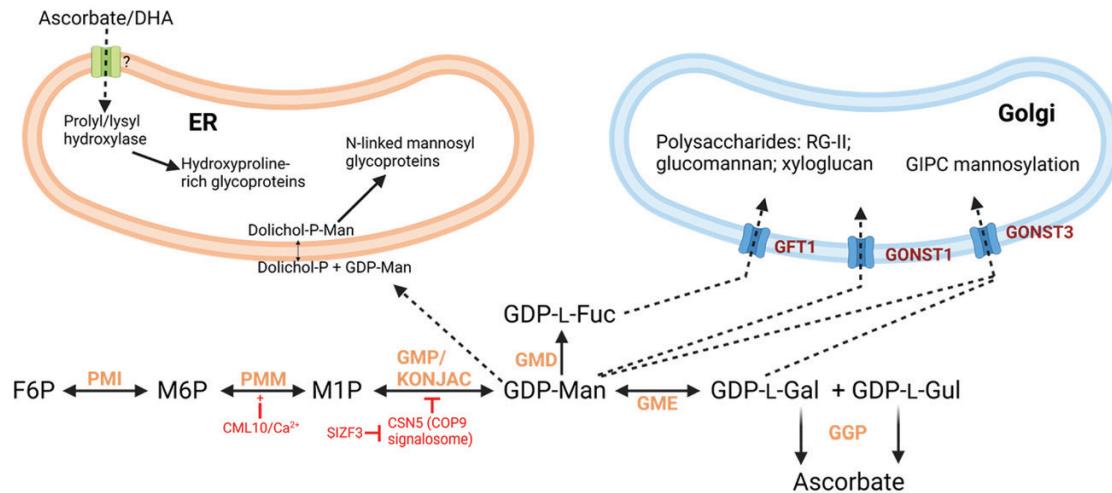 Ascorbate/DHA
?
Prolyl/lysyl
hydroxylase
ER
Hydroxyproline-
rich glycoproteins
N-linked mannosyl
glycoproteins
Dolichol-P-Man
Dolichol-P + GDP-Man
Golgi
Polysaccharides: RG-II;
glucomannan; xyloglucan
GIPC mannosylation
GFT1
GONST1
GONST3
GDP-L-Fuc
GMD
F6P
PMI
M6P
PMM
+
CML10/Ca²⁺
M1P
GMP/
KONJAC
SIZF3
CSN5 (COP9
signalosome)
GDP-Man
GME
GDP-L-Gal + GDP-L-Gul
GGP
Ascorbate